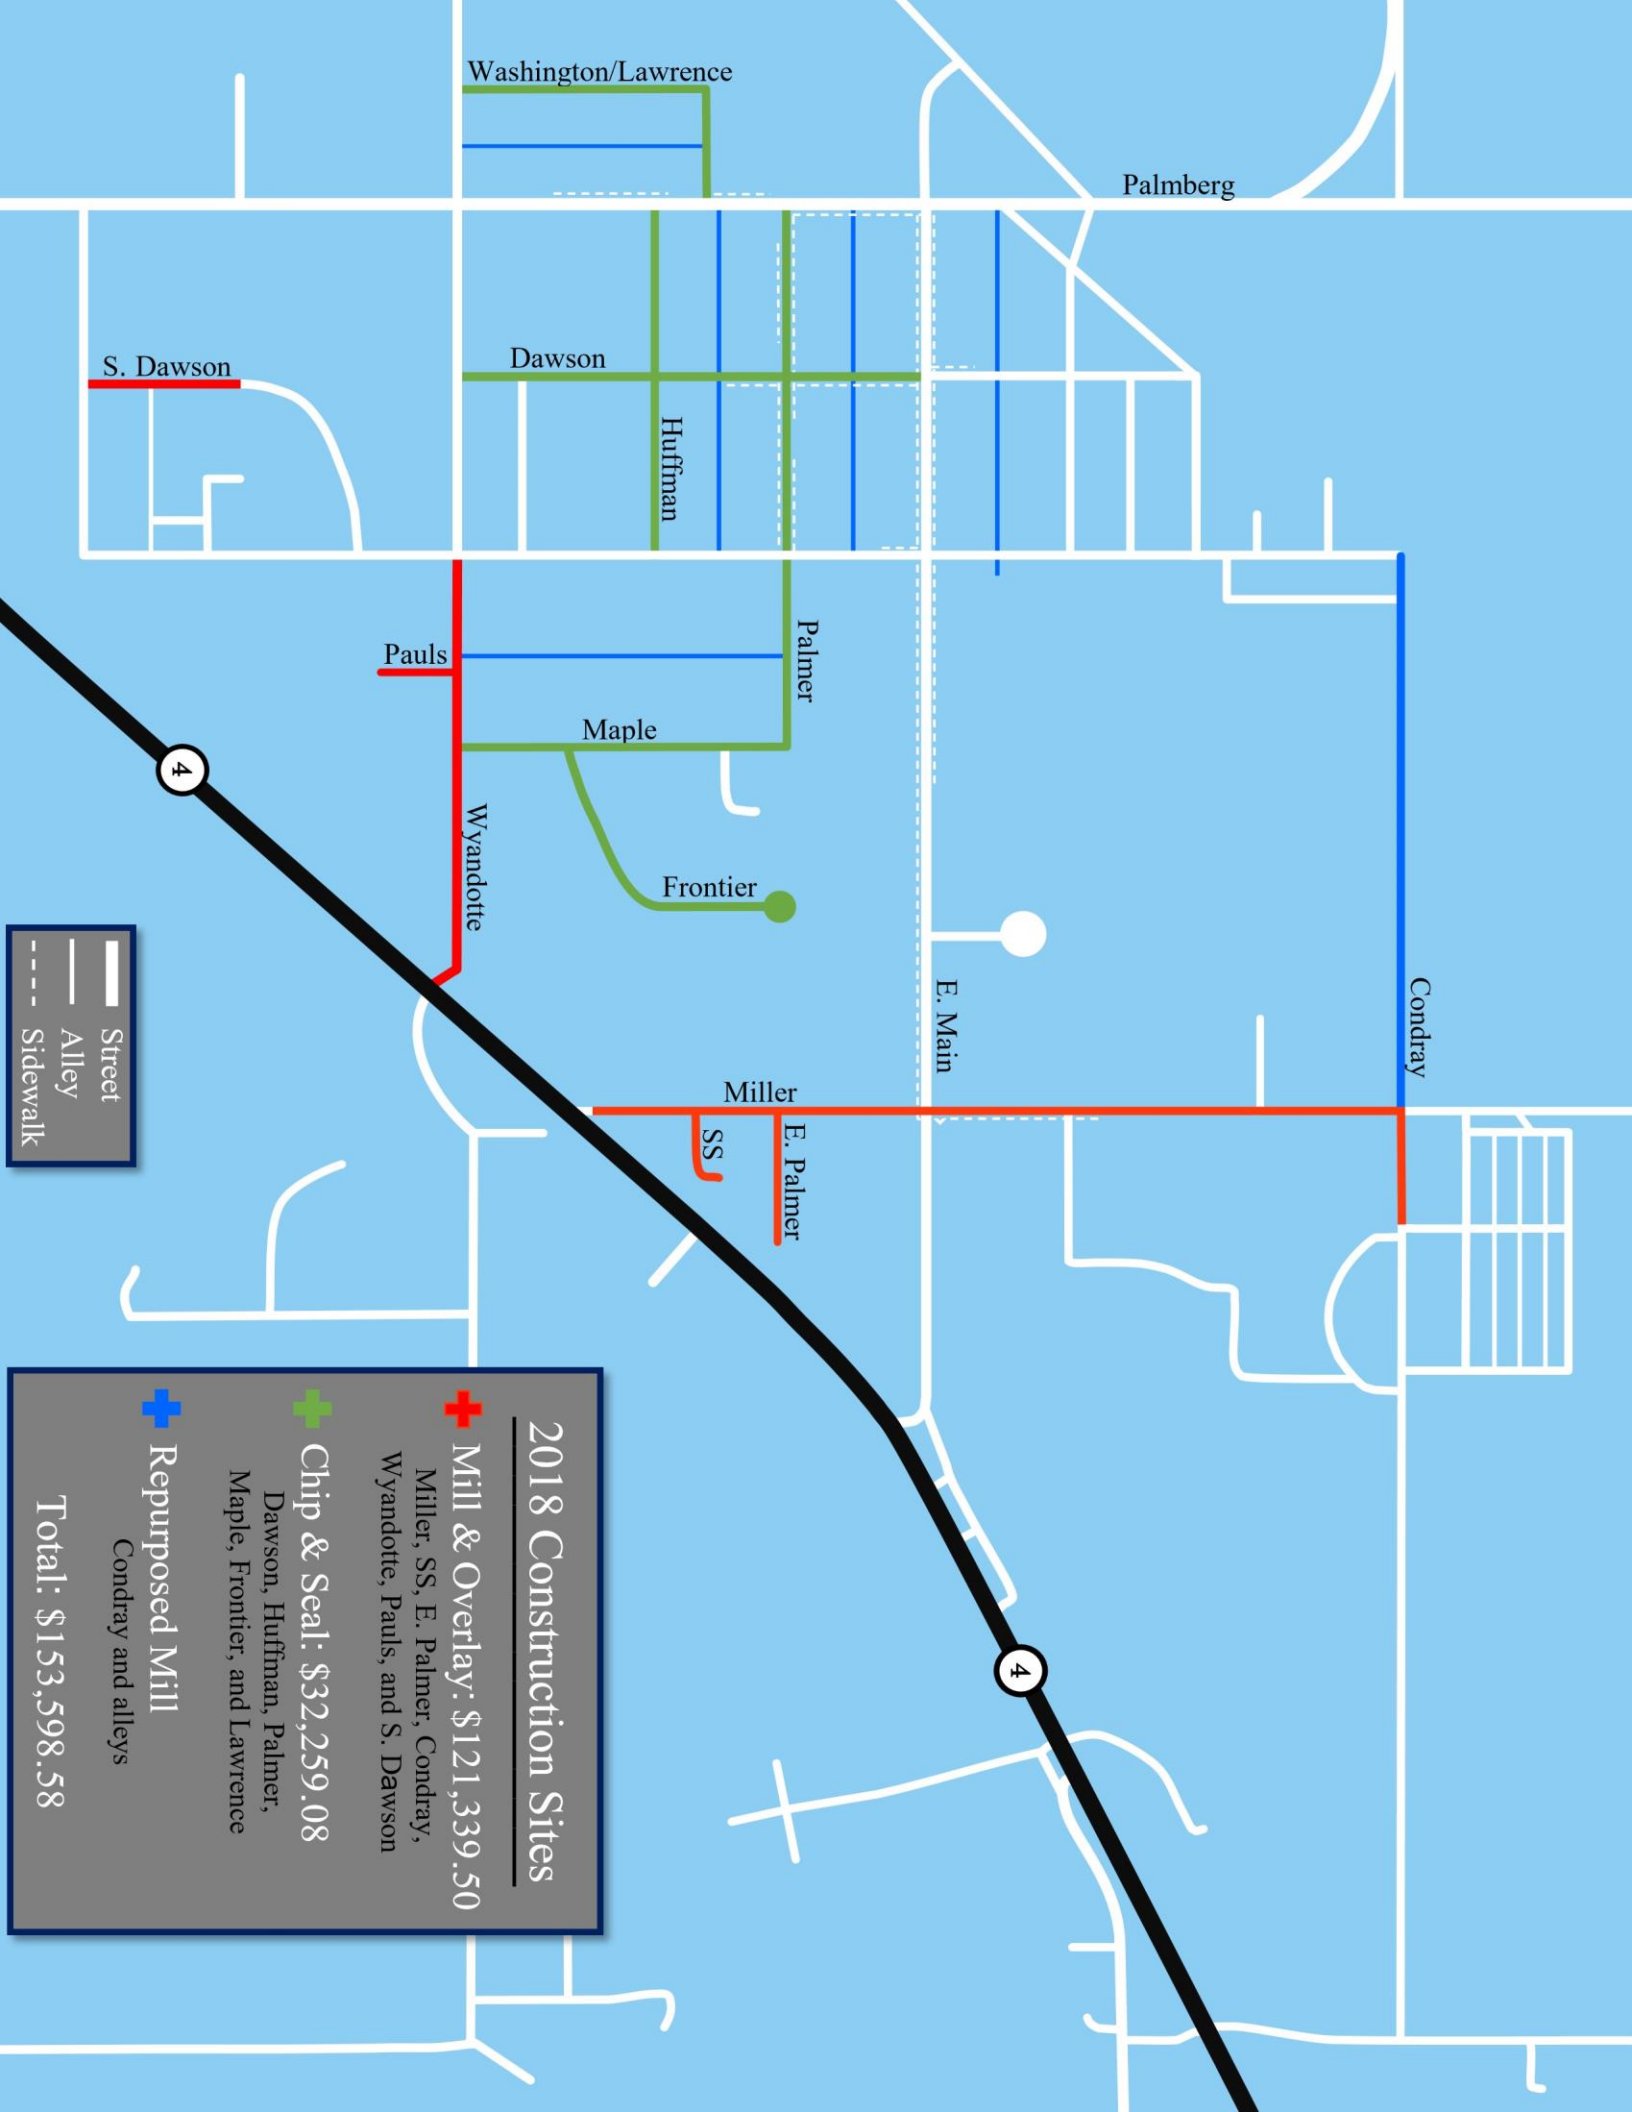 Washington/Lawrence
Palmberg
S. Dawson
Dawson
Huffman
Pauls
Palmer
Maple
Wyandotte
Frontier
4
E. Main
Condray
Miller
SS
E. Palmer
Street
Alley
Sidewalk
4
2018 Construction Sites
Mill & Overlay: $121,339.50
Miller, SS, E. Palmer, Condray,
Wyandotte, Pauls, and S. Dawson
Chip & Seal: $32,259.08
Dawson, Huffman, Palmer,
Maple, Frontier, and Lawrence
Repurposed Mill
Condray and alleys
Total: $153,598.58